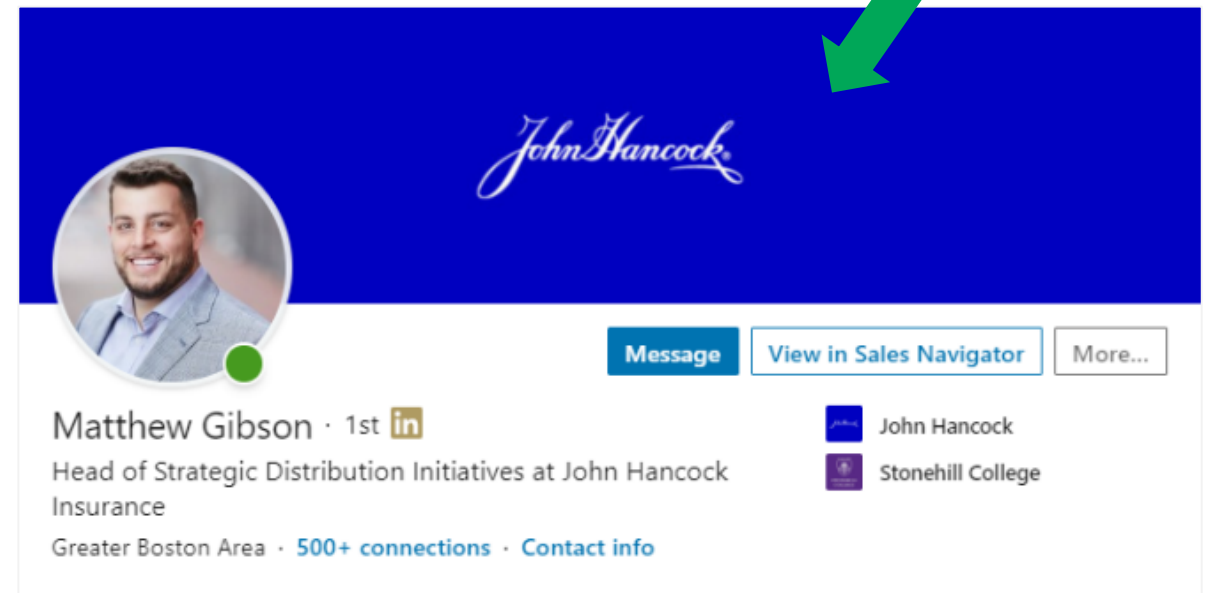 John Hancock®
Message
View in Sales Navigator
More...
Matthew Gibson · 1st in
Head of Strategic Distribution Initiatives at John Hancock
Insurance
Greater Boston Area · 500+ connections · Contact info
John Hancock
Stonehill College